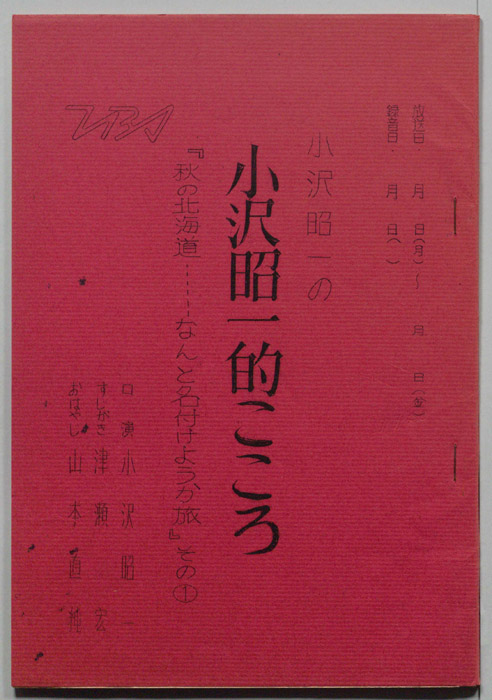 放送日・　月　日(月)〜　月　日(金)
録音日・　月　日(　)
小沢昭一の
小沢昭一的こころ
『秋の北海道……なんと名付けようか旅』その①
TBS
口演　小沢昭一
すじがき　津瀬　宏
おはやし　山本直純